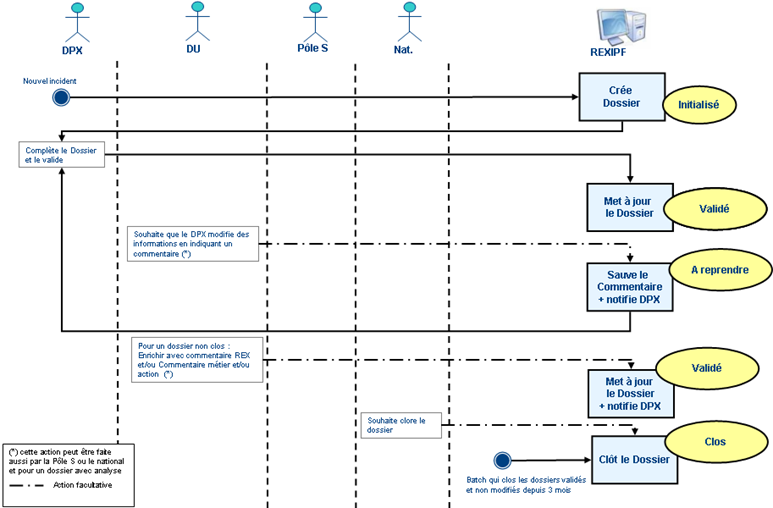 DPX
DU
Pôle S
Nat.
REXIPF
Nouvel incident
Crée
Dossier
Initialisé
Complète le Dossier
et le valide
Met à jour
le Dossier
Validé
Souhaite que le DPX modifie des
informations en indiquant un
commentaire (*)
A reprendre
Sauve le
Commentaire
+ notifie DPX
Pour un dossier non clos :
Enrichir avec commentaire REX
et/ou Commentaire métier et/ou
action (*)
Validé
Met à jour
le Dossier
+ notifie DPX
Souhaite clore le
dossier
Clos
Clôt le Dossier
(*) cette action peut être faite
aussi par la Pôle S ou le national
et pour un dossier avec analyse
Action facultative
Batch qui clos les dossiers validés
et non modifiés depuis 3 mois